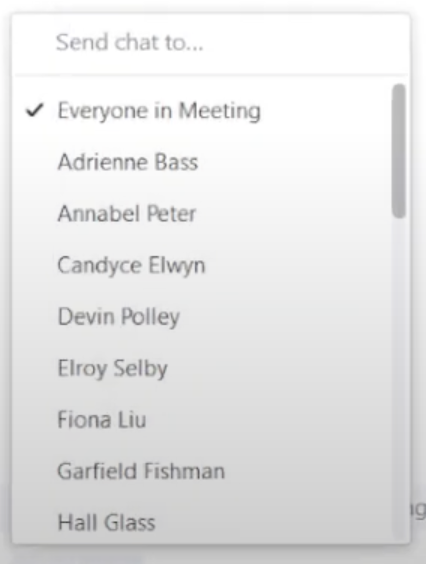 Send chat to...
Everyone in Meeting
Adrienne Bass
Annabel Peter
Candyce Elwyn
Devin Polley
Elroy Selby
Fiona Liu
Garfield Fishman
Hall Glass